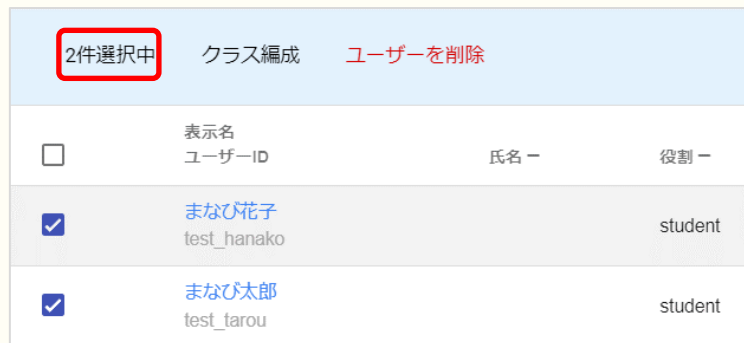 2件選択中 クラス編成 ユーザーを削除
表示名
ユーザーID 氏名 ー 役割 ー
まなび花子
test_hanako student
まなび太郎
test_tarou student